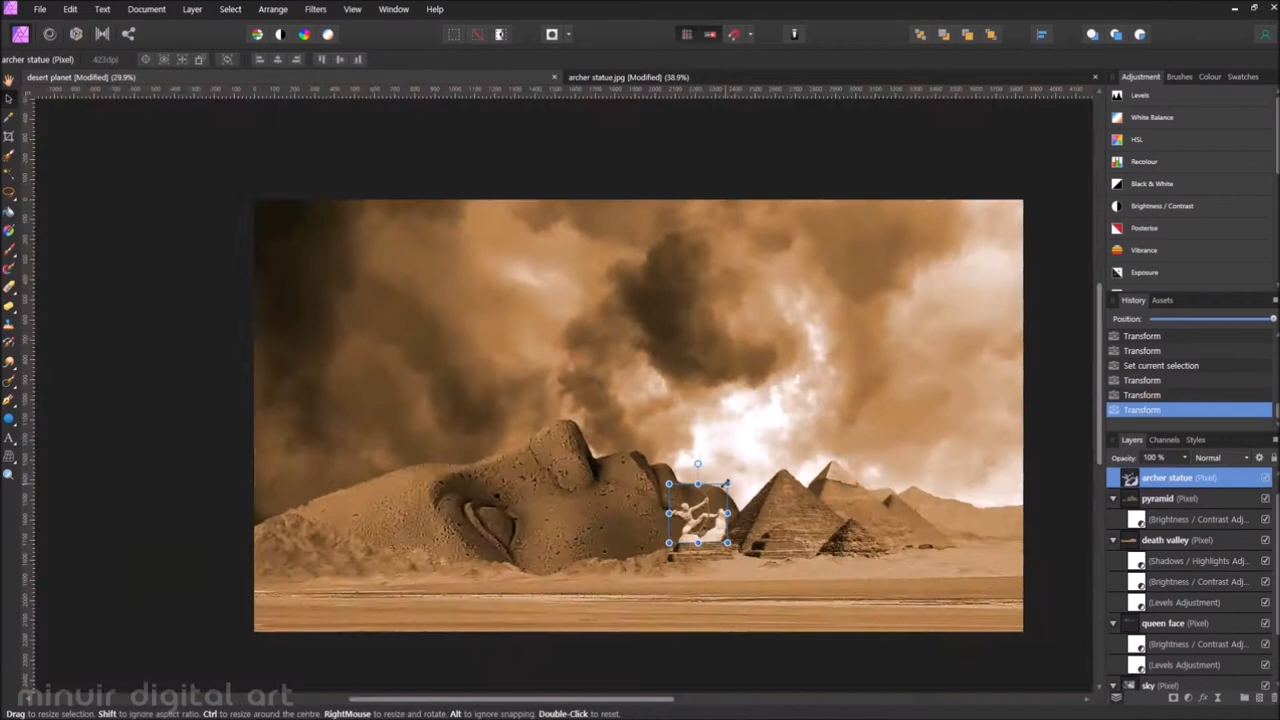 File Edit Text Document Layer Select Arrange Filters View Window Help
archer statue (Pixel) 423dpi
desert planet [Modified] (29.9%)
archer statue.jpg [Modified] (38.9%)
Adjustment Brushes Colour Swatches
Levels
White Balance
HSL
Recolour
Black & White
Brightness / Contrast
Posterise
Vibrance
Exposure
History Assets
Position:
Transform
Transform
Set current selection
Transform
Transform
Transform
Layers Channels Styles
Opacity: 100 % Normal
archer statue (Pixel)
pyramid (Pixel)
(Brightness / Contrast Adj...
death valley (Pixel)
(Shadows / Highlights Adj...
(Brightness / Contrast Adj...
(Levels Adjustment)
queen face (Pixel)
(Brightness / Contrast Adj...
(Levels Adjustment)
sky (Pixel)
minuir digital art
Drag to resize selection. Shift to ignore aspect ratio. Ctrl to resize around the centre. RightMouse to resize and rotate. Alt to ignore snapping. Double-Click to reset.